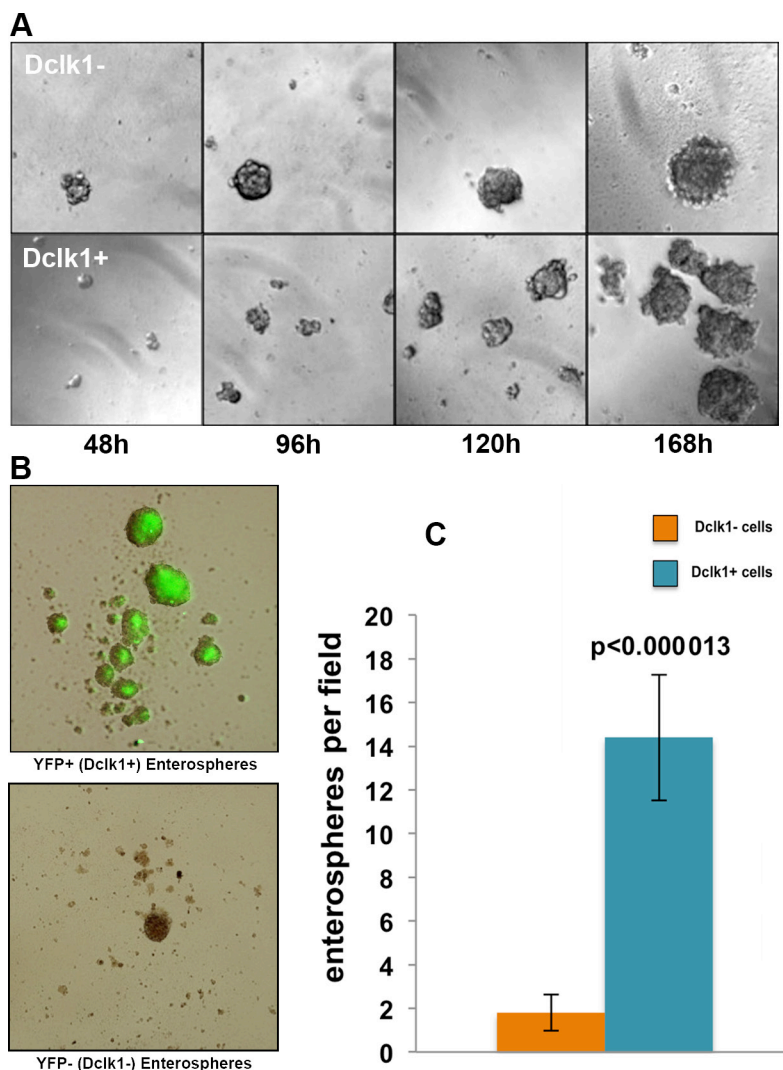 A
Dclk1-
Dclk1+
48h 96h 120h 168h
B
YFP+ (Dclk1+) Enterospheres
YFP- (Dclk1-) Enterospheres
C
Dclk1- cells
Dclk1+ cells
p<0.000013
enterospheres per field
20
18
16
14
12
10
8
6
4
2
0